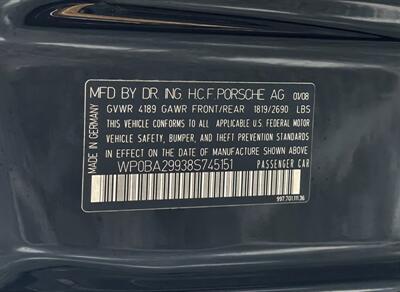 MFD BY DR. ING H.C.F. PORSCHE AG 01/08
GVWR 4189 GAWR FRONT/REAR 1819/2690 LBS
THIS VEHICLE CONFORMS TO ALL APPLICABLE U.S. FEDERAL MOTOR
VEHICLE SAFETY, BUMPER, AND THEFT PREVENTION STANDARDS
IN EFFECT ON THE DATE OF MANUFACTURE SHOWN ABOVE
WP0BA29938S745151 PASSENGER CAR
997.701.111.36
MADE IN GERMANY